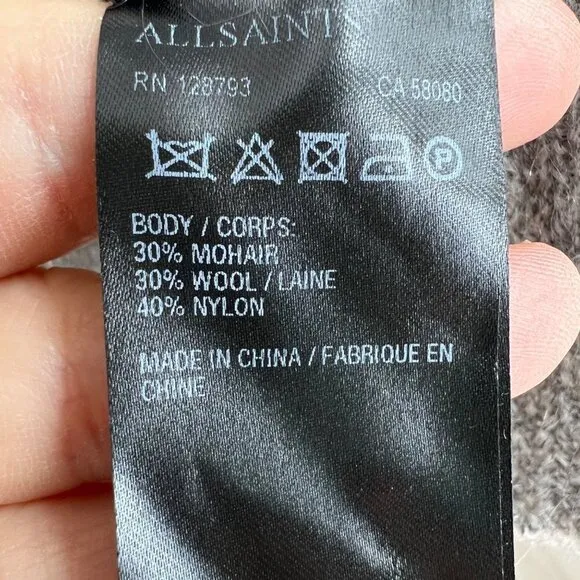 ALLSAINTS
RN 128793 CA 58080
P
BODY / CORPS:
30% MOHAIR
30% WOOL / LAINE
40% NYLON
MADE IN CHINA / FABRIQUE EN
CHINE